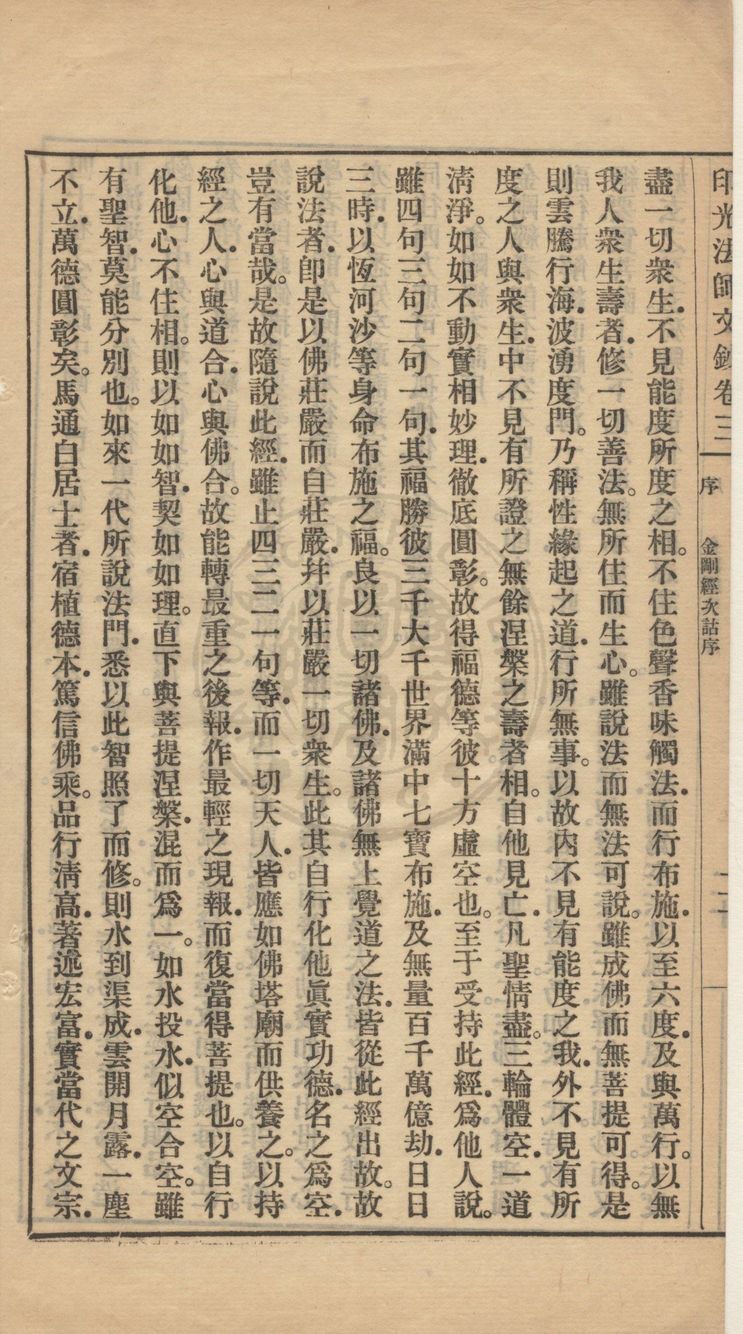 印光法師文鈔卷三 序 金剛經次詁序 二
盡一切衆生．不見能度所度之相。不住色聲香味觸法．而行布施．以至六度．及與萬行。以無
我人衆生壽者．修一切善法。無所住而生心。雖說法而無法可說。雖成佛而無菩提可得。是
則雲騰行海．波湧度門。乃稱性緣起之道．行所無事。以故內不見有能度之我．外不見有所
度之人與衆生．中不見有所證之無餘涅槃之壽者相。自他見亡．凡聖情盡。三輪體空．一道
淸淨。如如不動．實相妙理．徹底圓彰。故得福德等彼十方虛空也。至于受持此經．爲他人說。
雖四句三句二句一句．其福勝彼三千大千世界滿中七寶布施．及無量百千萬億劫．日日
三時．以恆河沙等身命布施之福。良以一切諸佛．及諸佛無上覺道之法．皆從此經出故。故
說法者．卽是以佛莊嚴而自莊嚴．幷以莊嚴一切衆生。此其自行化他眞實功德．名之爲空．
豈有當哉。是故隨說此經．雖止四三二一句等．而一切天人．皆應如佛塔廟而供養之。以持
經之人．心與道合．心與佛合。故能轉最重之後報．作最輕之現報．而復當得菩提也。以自行
化他．心不住相。則以如如智．契如如理。直下與菩提涅槃．混而爲一。如水投水．似空合空。雖
有聖智．莫能分別也。如來一代所說法門．悉以此智照了而修。則水到渠成．雲開月露．一塵
不立．萬德圓彰矣。馬通白居士者．宿植德本．篤信佛乘。品行淸高．著述宏富．實當代之文宗．